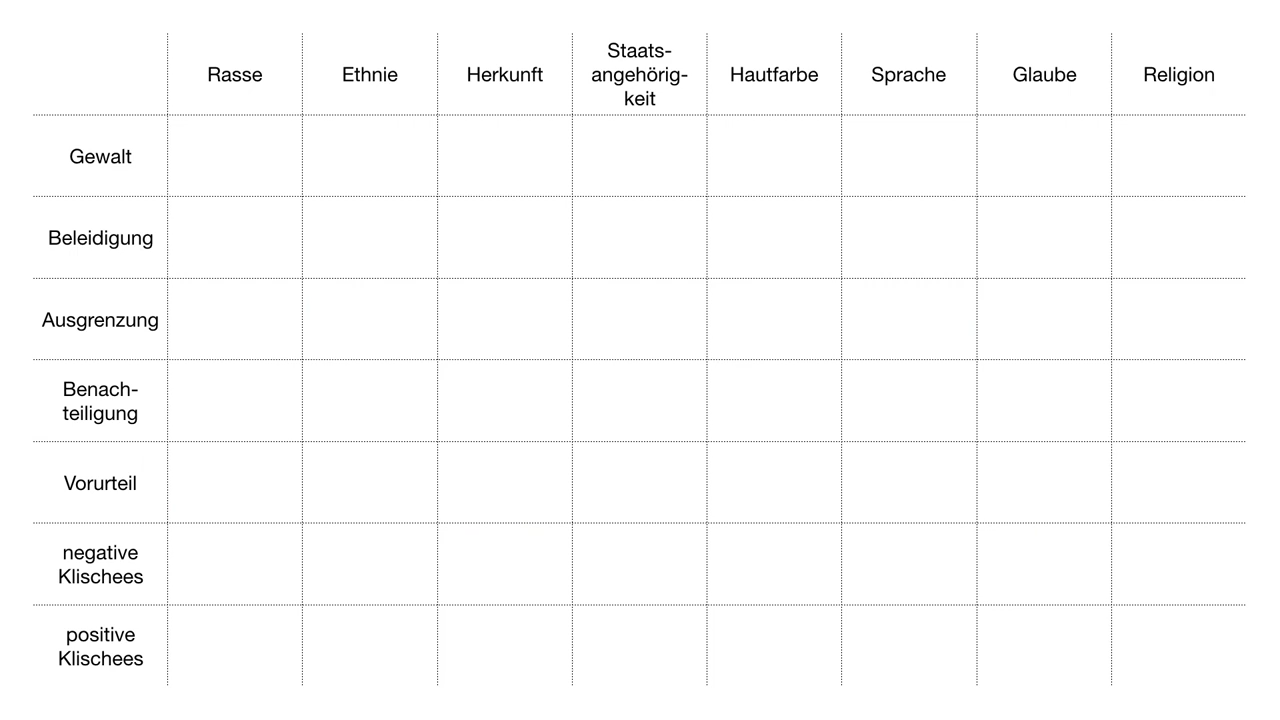 Rasse Ethnie Herkunft Staats-
angehörig-
keit Hautfarbe Sprache Glaube Religion
Gewalt
Beleidigung
Ausgrenzung
Benach-
teiligung
Vorurteil
negative
Klischees
positive
Klischees